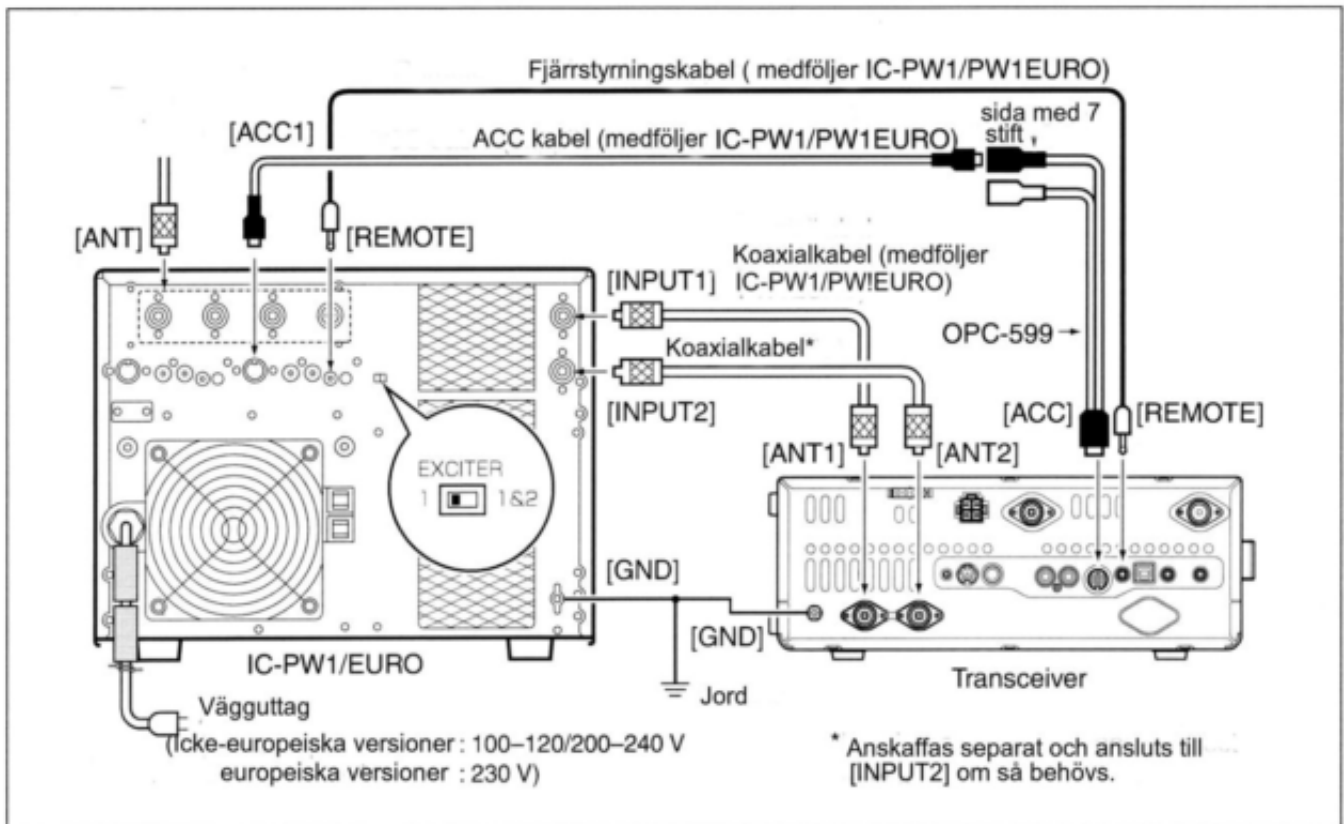 Fjärrstyrningskabel ( medföljer IC-PW1/PW1EURO)
sida med 7
stift
[ACC1]
ACC kabel (medföljer IC-PW1/PW1EURO)
[ANT]
[REMOTE]
Koaxialkabel (medföljer
IC-PW1/PW!EURO)
[INPUT1]
OPC-599
Koaxialkabel*
[INPUT2]
[ACC]
[REMOTE]
[ANT1]
[ANT2]
EXCITER
1
1&2
[GND]
[GND]
IC-PW1/EURO
Jord
Transceiver
Vägguttag
(Icke-europeiska versioner : 100–120/200–240 V
europeiska versioner : 230 V)
* Anskaffas separat och ansluts till
[INPUT2] om så behövs.